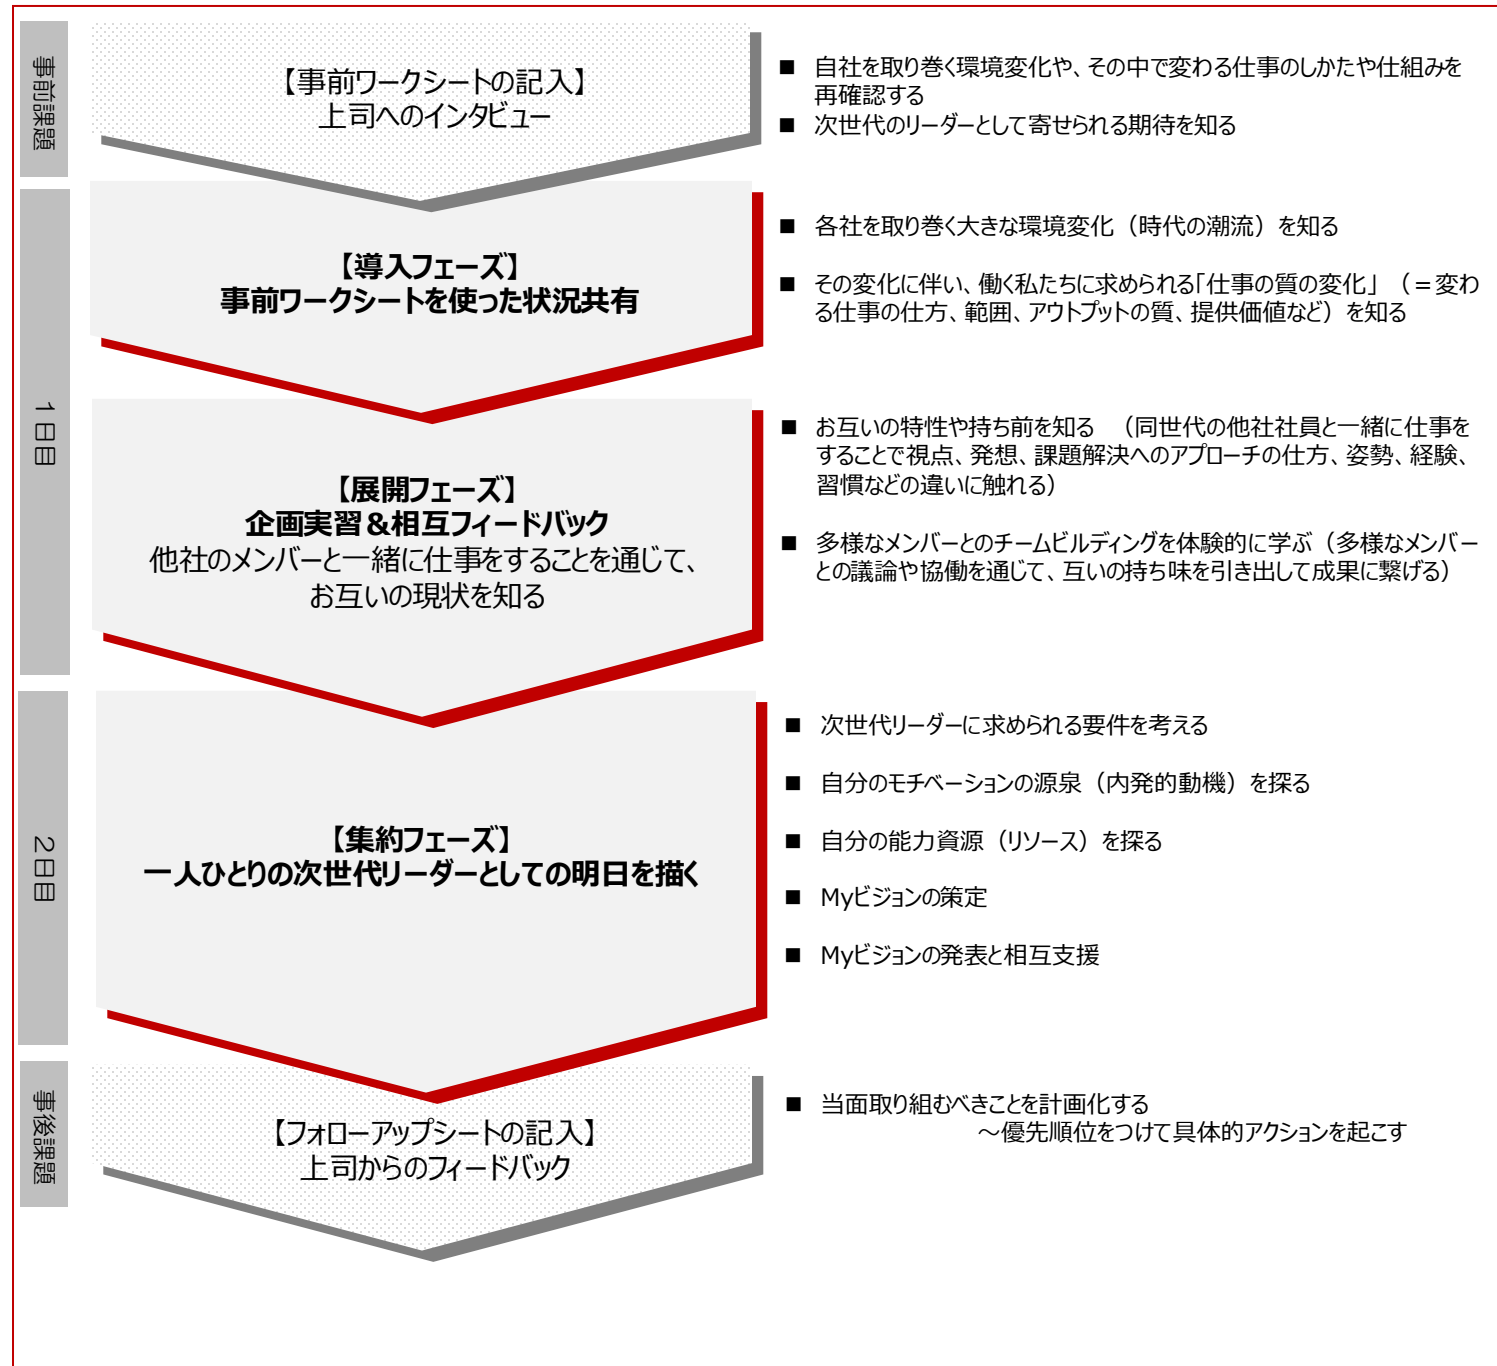 事前課題
【事前ワークシートの記入】
上司へのインタビュー
■ 自社を取り巻く環境変化や、その中で変わる仕事のしかたや仕組みを
再確認する
■ 次世代のリーダーとして寄せられる期待を知る
1日目
【導入フェーズ】
事前ワークシートを使った状況共有
■ 各社を取り巻く大きな環境変化（時代の潮流）を知る
■ その変化に伴い、働く私たちに求められる「仕事の質の変化」 （＝変わ
る仕事の仕方、範囲、アウトプットの質、提供価値など）を知る
【展開フェーズ】
企画実習＆相互フィードバック
他社のメンバーと一緒に仕事をすることを通じて、
お互いの現状を知る
■ お互いの特性や持ち前を知る （同世代の他社社員と一緒に仕事を
することで視点、発想、課題解決へのアプローチの仕方、姿勢、経験、
習慣などの違いに触れる）
■ 多様なメンバーとのチームビルディングを体験的に学ぶ（多様なメンバー
との議論や協働を通じて、互いの持ち味を引き出して成果に繋げる）
2日目
【集約フェーズ】
一人ひとりの次世代リーダーとしての明日を描く
■ 次世代リーダーに求められる要件を考える
■ 自分のモチベーションの源泉（内発的動機）を探る
■ 自分の能力資源（リソース）を探る
■ Myビジョンの策定
■ Myビジョンの発表と相互支援
事後課題
【フォローアップシートの記入】
上司からのフィードバック
■ 当面取り組むべきことを計画化する
～優先順位をつけて具体的アクションを起こす